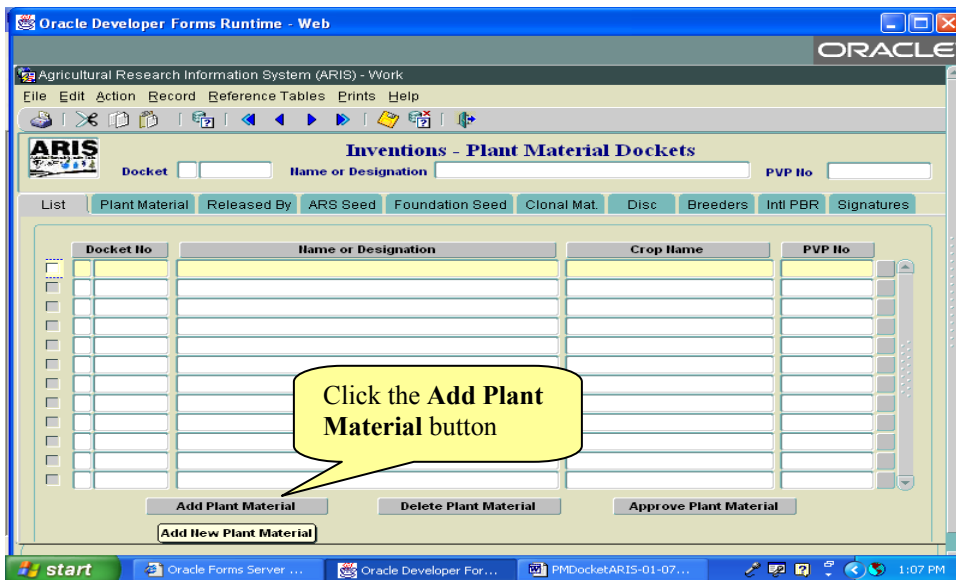 Oracle Developer Forms Runtime - Web
ORACLE
Agricultural Research Information System (ARIS) - Work
File Edit Action Record Reference Tables Prints Help
ARIS
Inventions - Plant Material Dockets
Docket Name or Designation PVP No
List Plant Material Released By ARS Seed Foundation Seed Clonal Mat. Disc Breeders Intl PBR Signatures
Docket No Name or Designation Crop Name PVP No
Click the Add Plant
Material button
Add Plant Material Delete Plant Material Approve Plant Material
Add New Plant Material
start Oracle Forms Server ... Oracle Developer For... PMDocketARIS-01-07... 1:07 PM